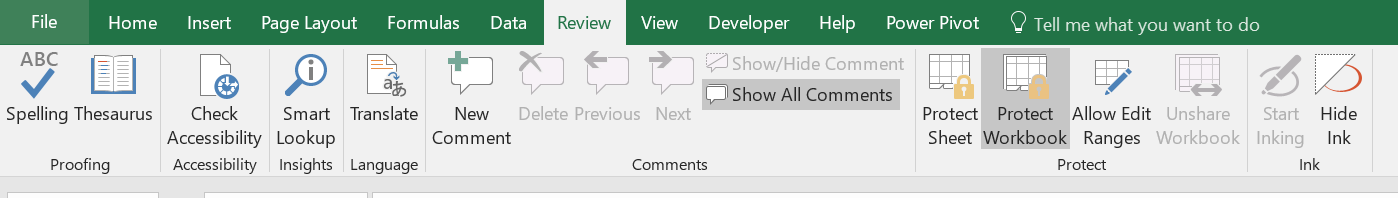 File Home Insert Page Layout Formulas Data Review View Developer Help Power Pivot Tell me what you want to do
ABC
Spelling
Thesaurus
Proofing
Check
Accessibility
Accessibility
Smart
Lookup
Insights
Translate
Language
New
Comment
Delete
Previous
Next
Show/Hide Comment
Show All Comments
Comments
Protect
Sheet
Protect
Workbook
Allow Edit
Ranges
Unshare
Workbook
Protect
Start
Inking
Hide
Ink
Ink